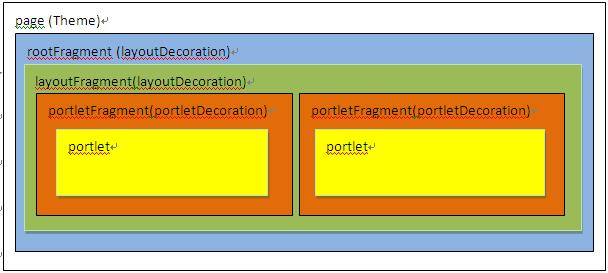 page (Theme)
rootFragment (layoutDecoration)
layoutFragment(layoutDecoration)
portletFragment(portletDecoration)
portletFragment(portletDecoration)
portlet
portlet